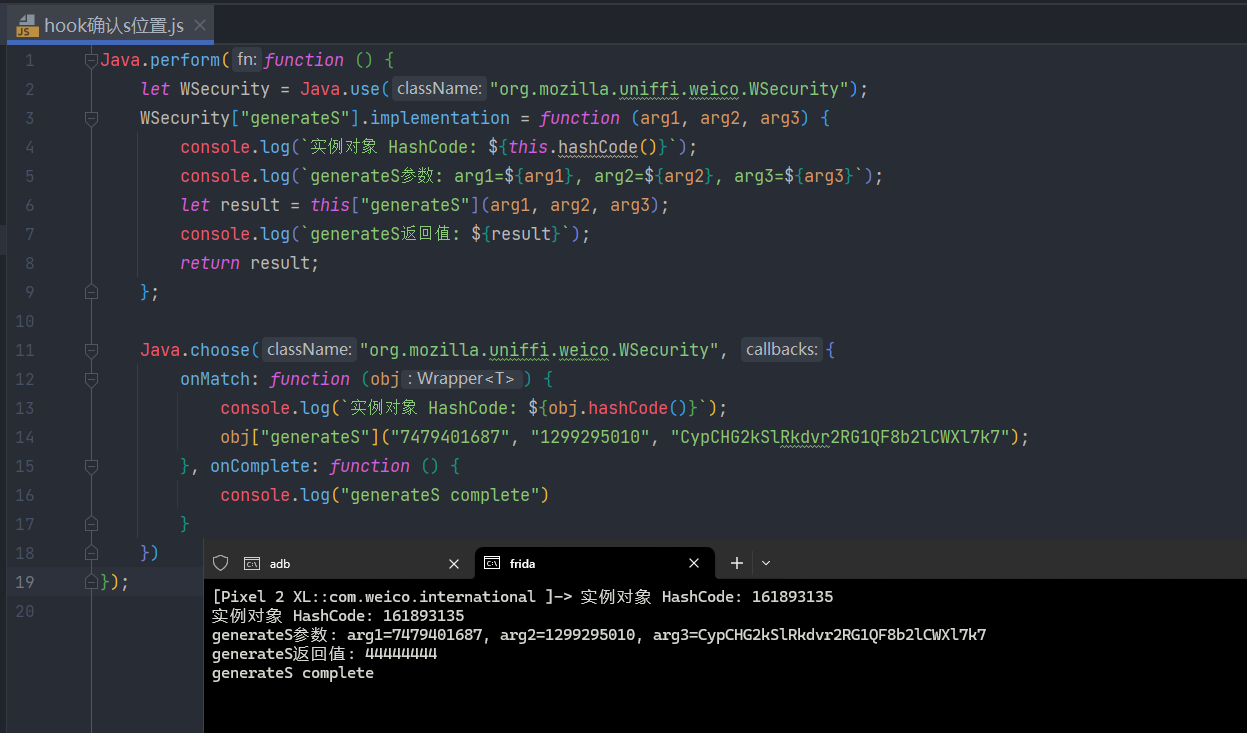 hook确认s位置.js
1 Java.perform( fn: function () {
2 let WSecurity = Java.use( className: "org.mozilla.uniffi.weico.WSecurity");
3 WSecurity["generateS"].implementation = function (arg1, arg2, arg3) {
4 console.log(`实例对象 HashCode: ${this.hashCode()}`);
5 console.log(`generateS参数: arg1=${arg1}, arg2=${arg2}, arg3=${arg3}`);
6 let result = this["generateS"](arg1, arg2, arg3);
7 console.log(`generateS返回值: ${result}`);
8 return result;
9 };
10
11 Java.choose( className: "org.mozilla.uniffi.weico.WSecurity", callbacks: {
12 onMatch: function (obj : Wrapper<T> ) {
13 console.log(`实例对象 HashCode: ${obj.hashCode()}`);
14 obj["generateS"]("7479401687", "1299295010", "CypCHG2kSlRkdvr2RG1QF8b2lCWXl7k7");
15 }, onComplete: function () {
16 console.log("generateS complete")
17 }
18 })
19 });
20
adb
frida
[Pixel 2 XL::com.weico.international ]-> 实例对象 HashCode: 161893135
实例对象 HashCode: 161893135
generateS参数: arg1=7479401687, arg2=1299295010, arg3=CypCHG2kSlRkdvr2RG1QF8b2lCWXl7k7
generateS返回值: 44444444
generateS complete